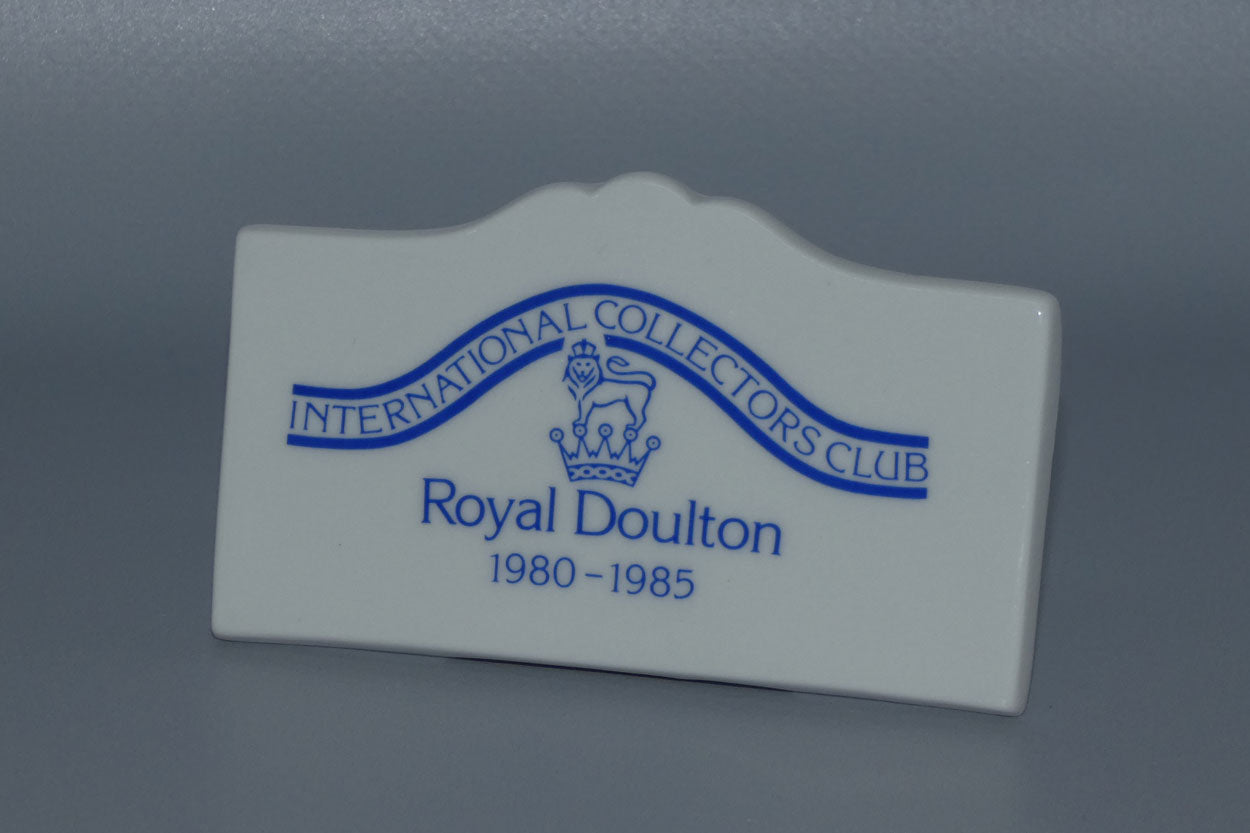 INTERNATIONAL COLLECTORS CLUB
Royal Doulton
1980-1985